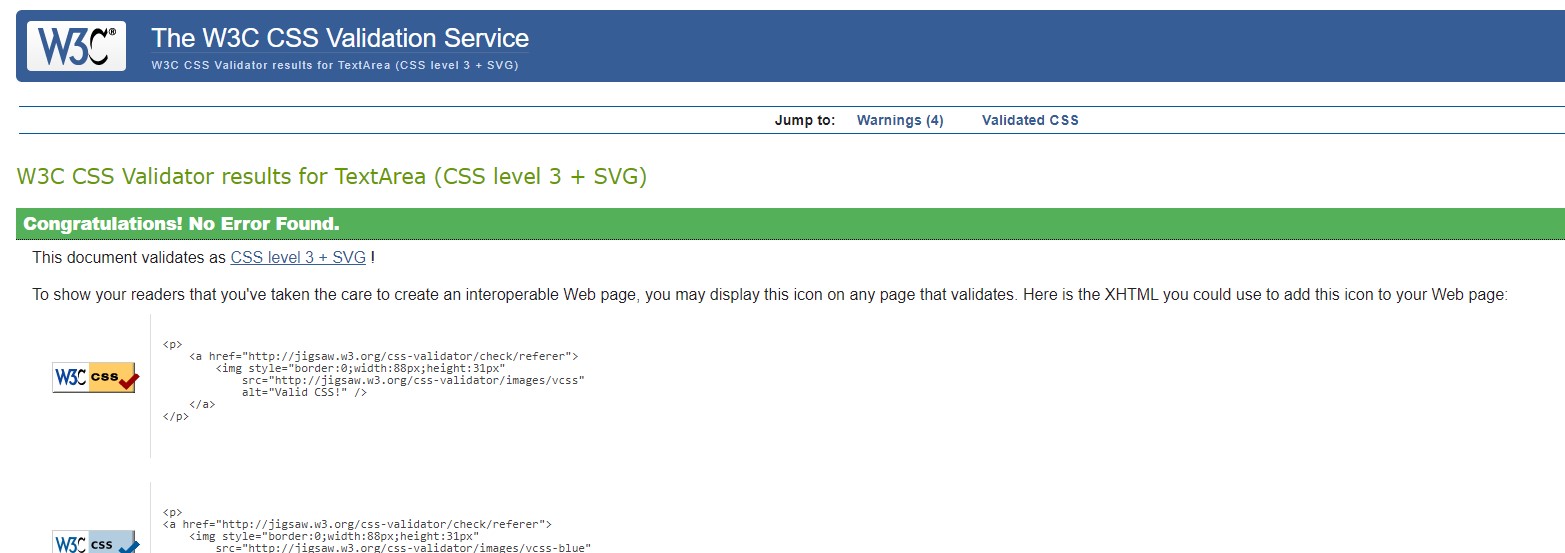 W3C®
The W3C CSS Validation Service
W3C CSS Validator results for TextArea (CSS level 3 + SVG)
Jump to: Warnings (4) Validated CSS
W3C CSS Validator results for TextArea (CSS level 3 + SVG)
Congratulations! No Error Found.
This document validates as CSS level 3 + SVG !
To show your readers that you've taken the care to create an interoperable Web page, you may display this icon on any page that validates. Here is the XHTML you could use to add this icon to your Web page:
W3C css
<p>
<a href="http://jigsaw.w3.org/css-validator/check/referer">
<img style="border:0;width:88px;height:31px"
src="http://jigsaw.w3.org/css-validator/images/vcss"
alt="Valid CSS!" />
</a>
</p>
W3C css
<p>
<a href="http://jigsaw.w3.org/css-validator/check/referer">
<img style="border:0;width:88px;height:31px"
src="http://jigsaw.w3.org/css-validator/images/vcss-blue"